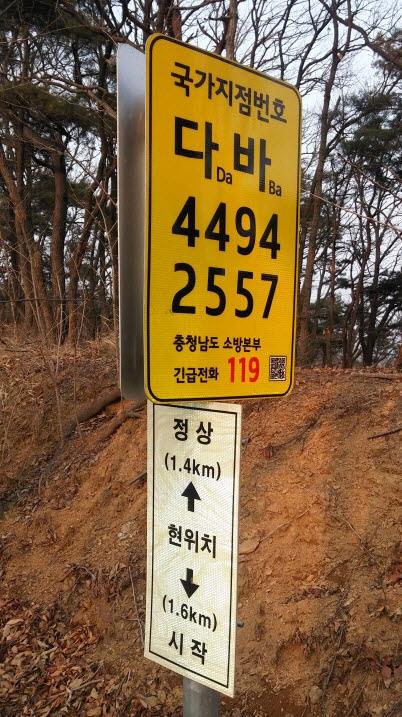 국가지점번호
다Da 바Ba
4494
2557
충청남도 소방본부
긴급전화 119
정상
(1.4km)
현위치
(1.6km)
시작